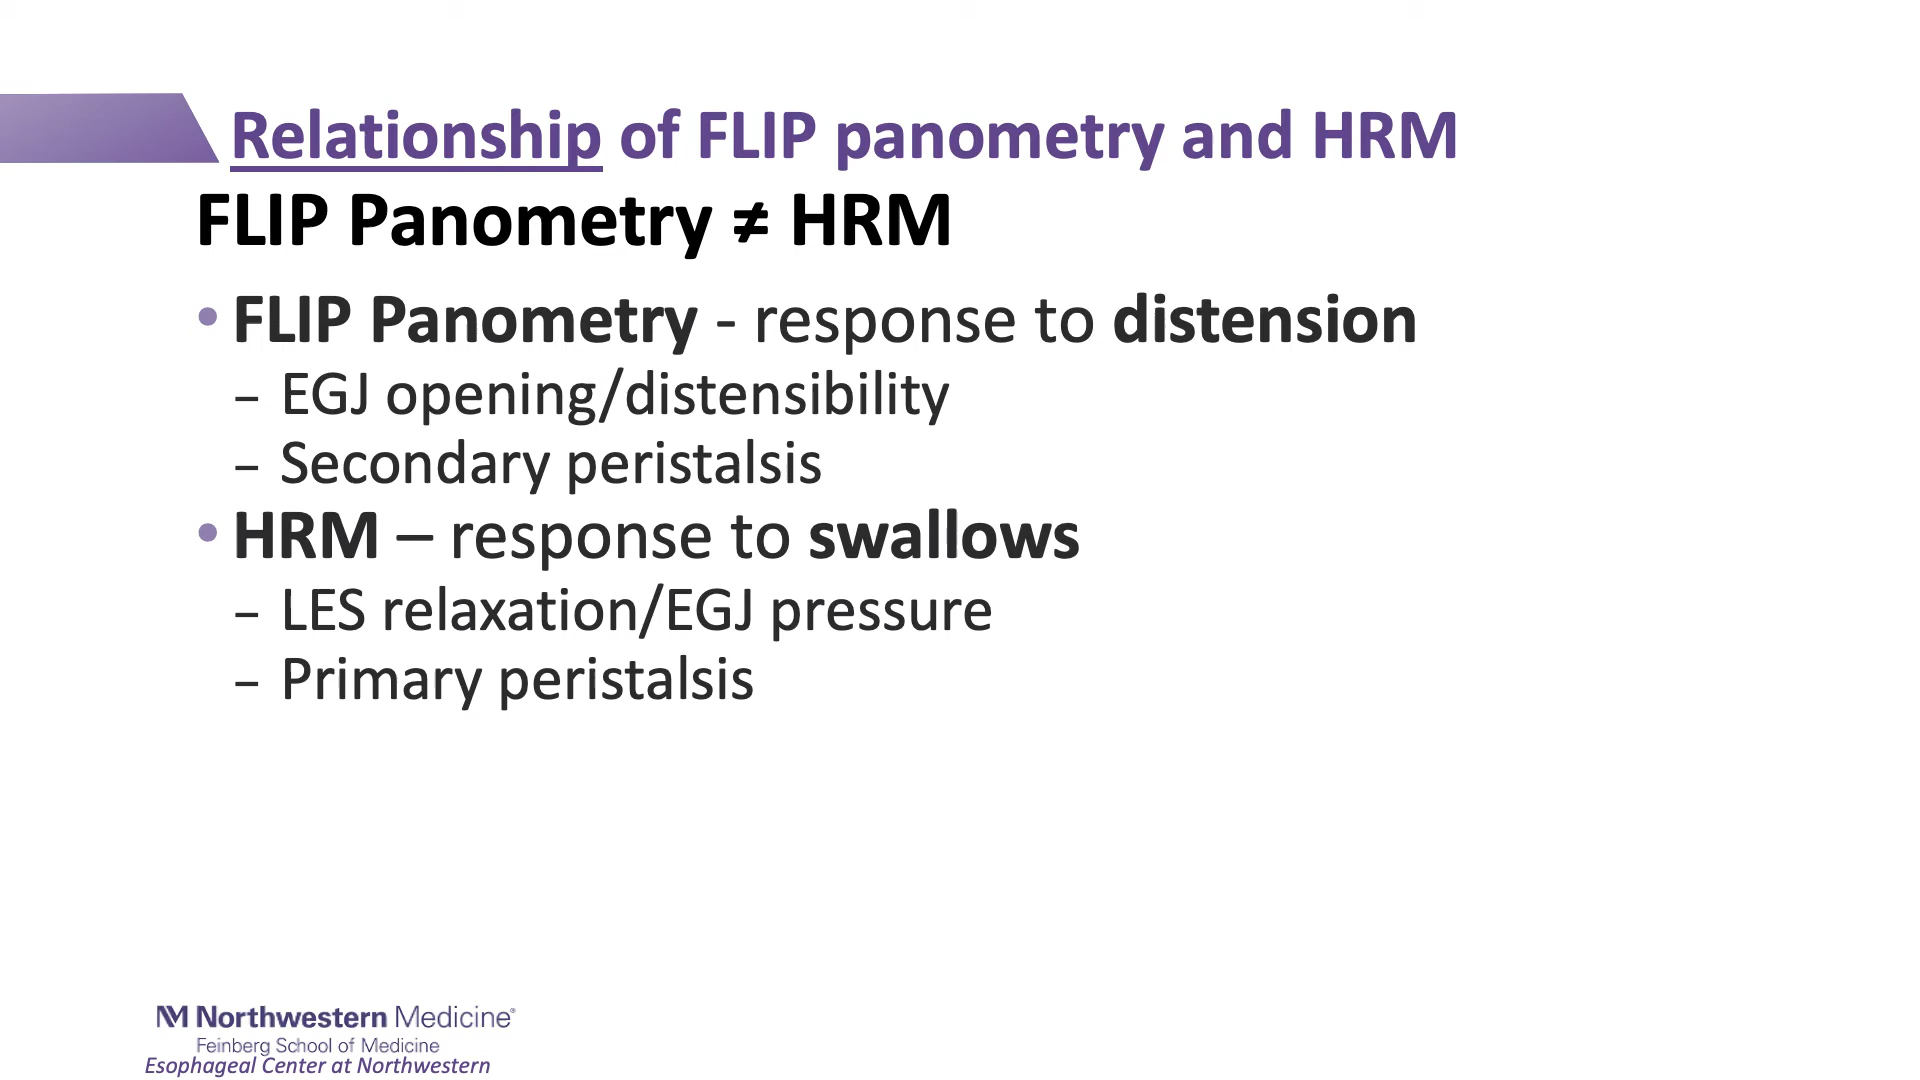 Relationship of FLIP panometry and HRM
FLIP Panometry ≠ HRM
• FLIP Panometry - response to distension
– EGJ opening/distensibility
– Secondary peristalsis
• HRM – response to swallows
– LES relaxation/EGJ pressure
– Primary peristalsis
NM Northwestern Medicine®
Feinberg School of Medicine
Esophageal Center at Northwestern